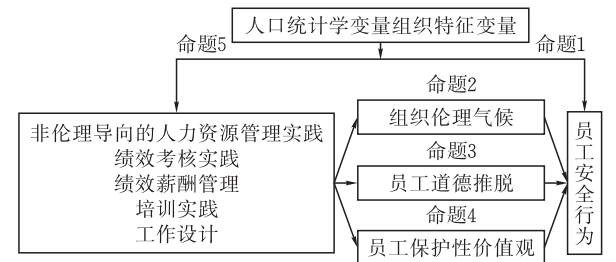 人口统计学变量组织特征变量
命题5
命题1
非伦理导向的人力资源管理实践
绩效考核实践
绩效薪酬管理
培训实践
工作设计
命题2
组织伦理气候
命题3
员工道德推脱
命题4
员工保护性价值观
员工安全行为